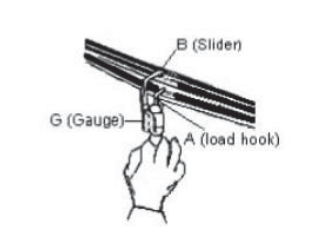 B (Slider)
G (Gauge)
A (load hook)